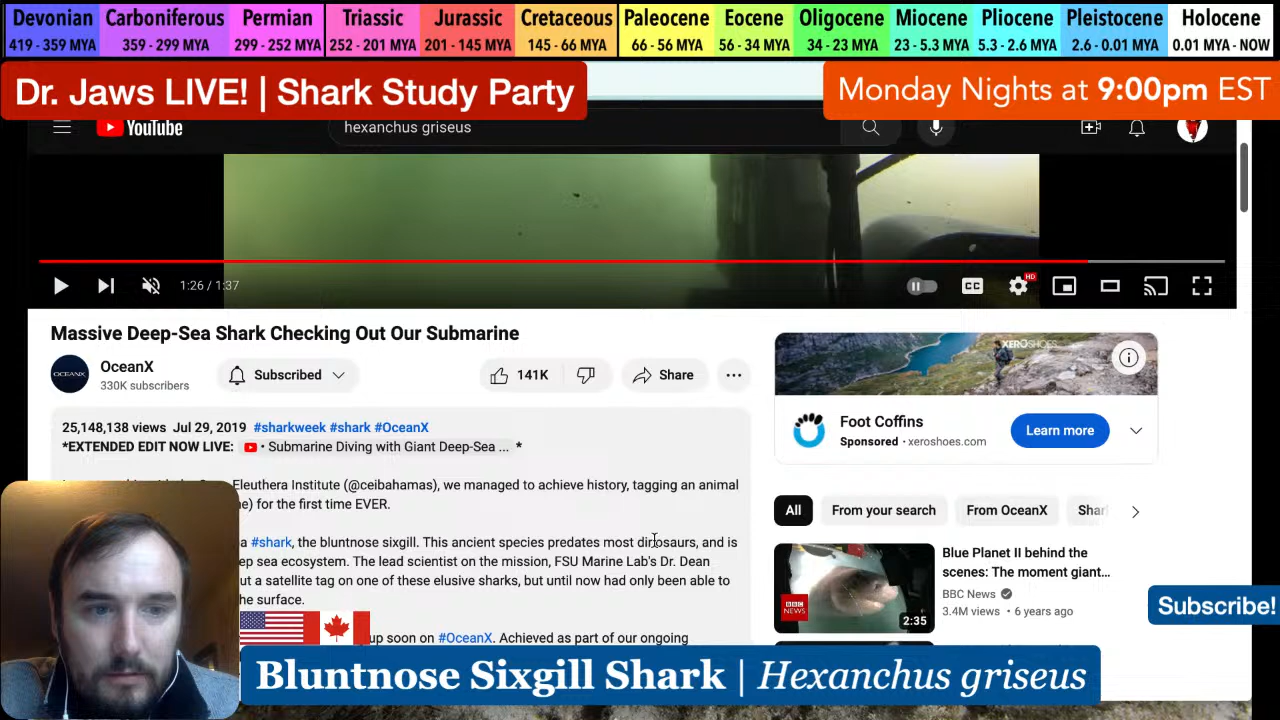 Devonian Carboniferous Permian Triassic Jurassic Cretaceous Paleocene Eocene Oligocene Miocene Pliocene Pleistocene Holocene
419 - 359 MYA 359 - 299 MYA 299 - 252 MYA 252 - 201 MYA 201 - 145 MYA 145 - 66 MYA 66 - 56 MYA 56 - 34 MYA 34 - 23 MYA 23 - 5.3 MYA 5.3 - 2.6 MYA 2.6 - 0.01 MYA 0.01 MYA - NOW
Dr. Jaws LIVE! | Shark Study Party
Monday Nights at 9:00pm EST
YouTube
hexanchus griseus
1:26 / 1:37
CC
HD
Massive Deep-Sea Shark Checking Out Our Submarine
OCEANX
OceanX
330K subscribers
Subscribed
141K
Share
25,148,138 views Jul 29, 2019 #sharkweek #shark #OceanX
*EXTENDED EDIT NOW LIVE: • Submarine Diving with Giant Deep-Sea ... *
Eleuthera Institute (@ceibahamas), we managed to achieve history, tagging an animal
for the first time EVER.
a #shark, the bluntnose sixgill. This ancient species predates most dinosaurs, and is
sea ecosystem. The lead scientist on the mission, FSU Marine Lab's Dr. Dean
a satellite tag on one of these elusive sharks, but until now had only been able to
he surface.
up soon on #OceanX. Achieved as part of our ongoing
XEROSHOES
Foot Coffins
Sponsored · xeroshoes.com
Learn more
All
From your search
From OceanX
Blue Planet II behind the
scenes: The moment giant...
BBC News
3.4M views • 6 years ago
BBC
NEWS
2:35
Subscribe!
Bluntnose Sixgill Shark | Hexanchus griseus